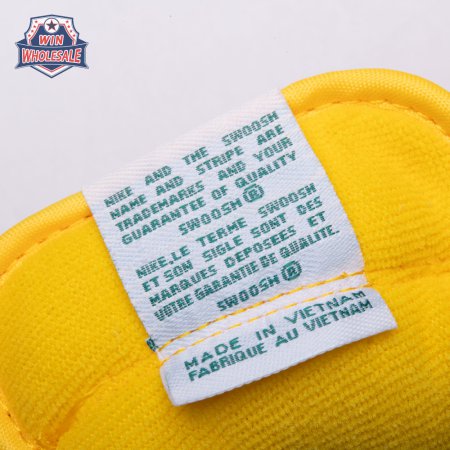 WIN
WHOLESALE
NIKE AND THE SWOOSH
NAME AND STRIPE ARE
TRADEMARKS AND YOUR
GUARANTEE OF QUALITY
SWOOSH®
NIKE,LE TERME SWOOSH
ET SON SIGLE SONT DES
MARQUES DEPOSÉES ET
VOTRE GARANTIE DE QUALITE.
SWOOSH®
MADE IN VIETNAM
FABRIQUE AU VIETNAM